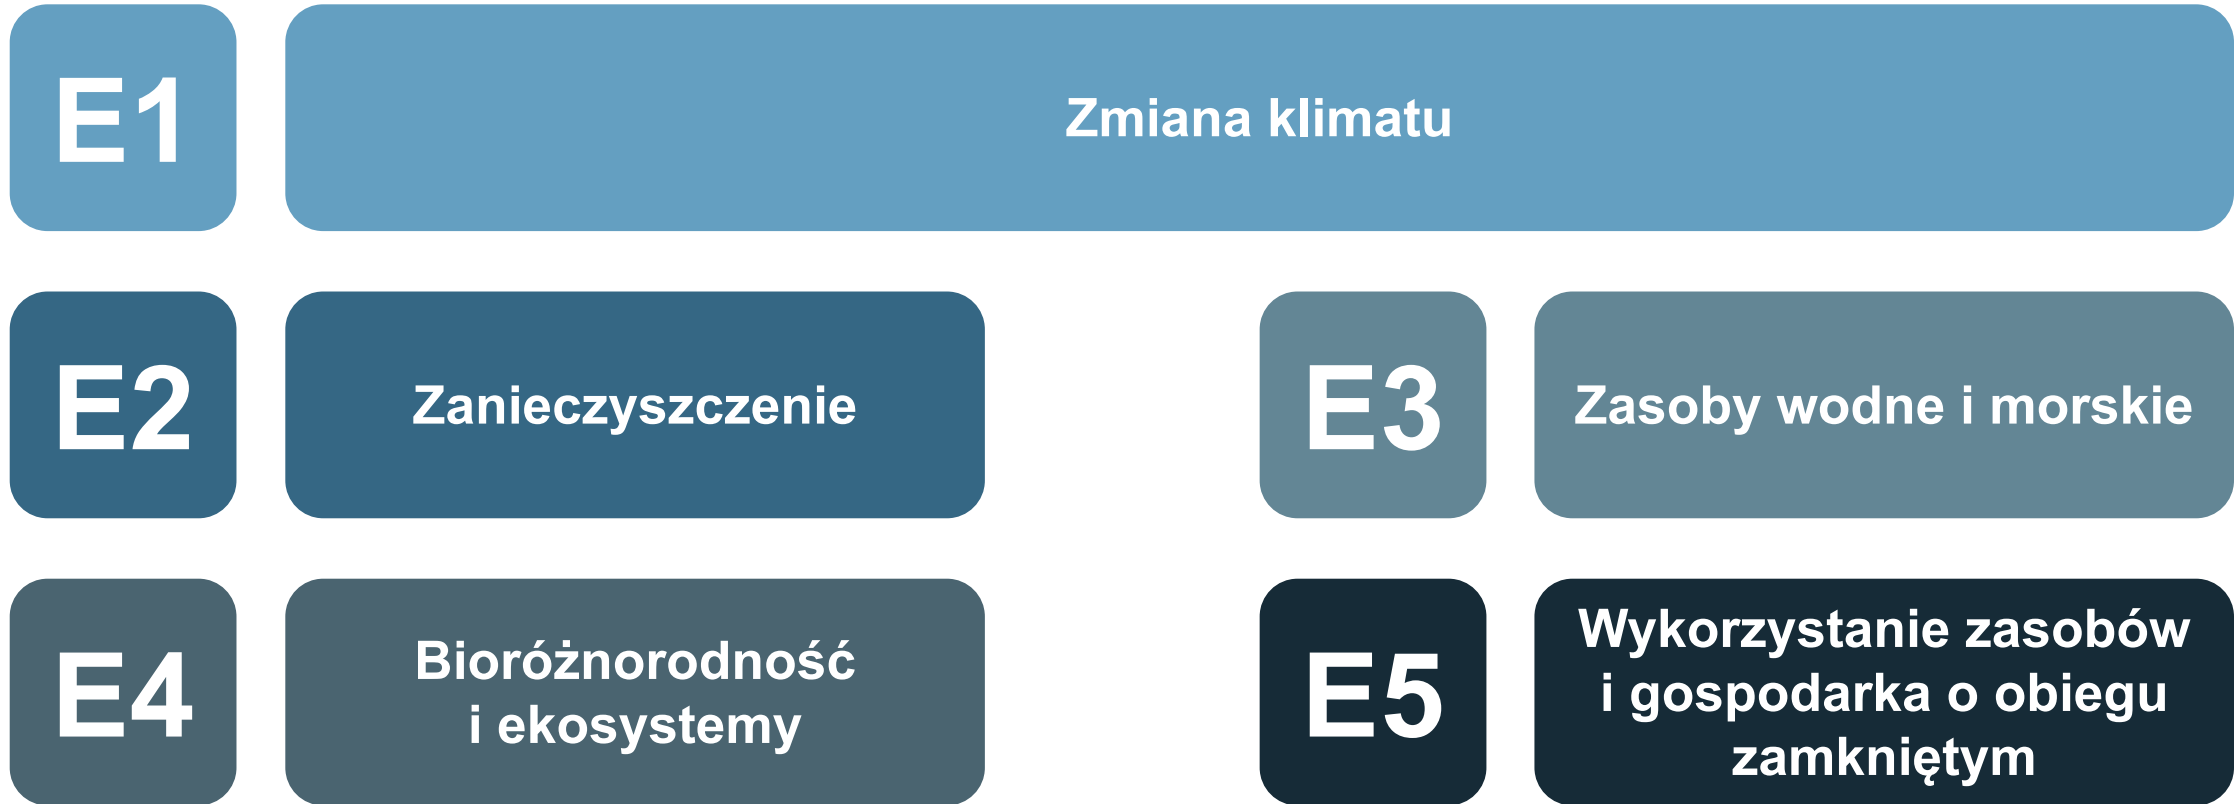 E1
Zmiana klimatu
E2
Zanieczyszczenie
E3
Zasoby wodne i morskie
E4
Bioróżnorodność
i ekosystemy
E5
Wykorzystanie zasobów
i gospodarka o obiegu
zamkniętym